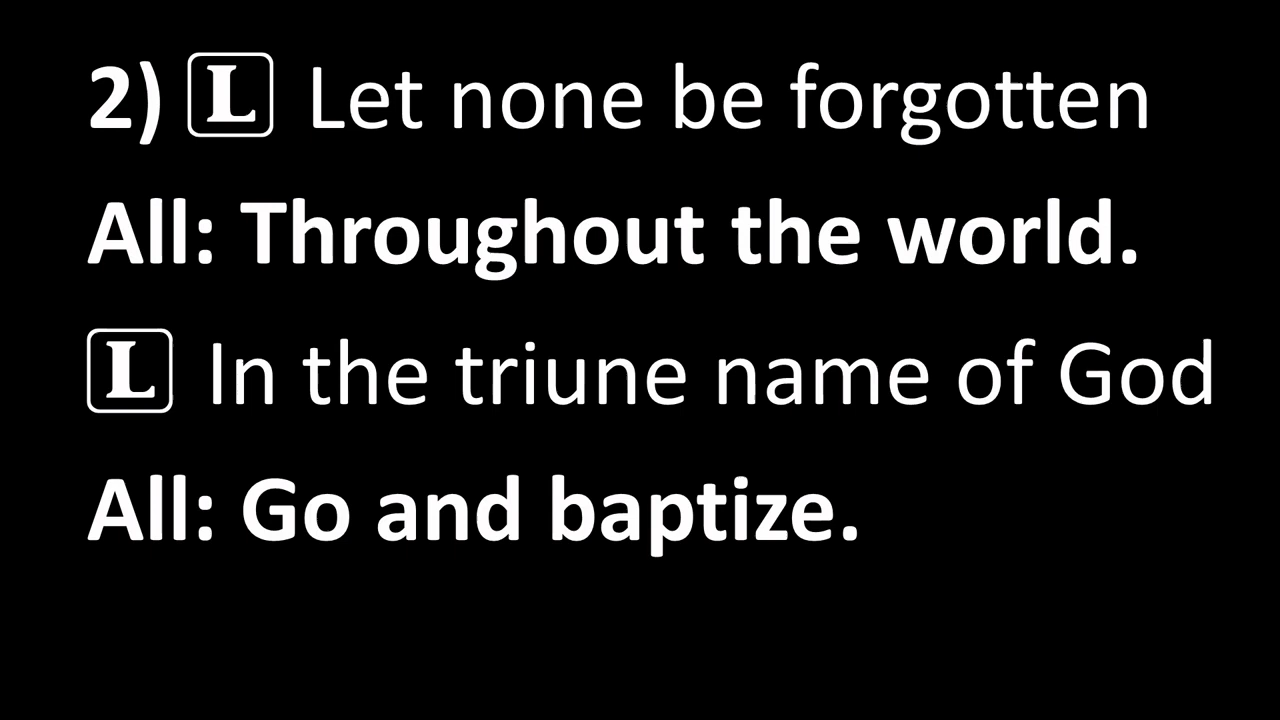 2) L Let none be forgotten
All: Throughout the world.
L In the triune name of God
All: Go and baptize.